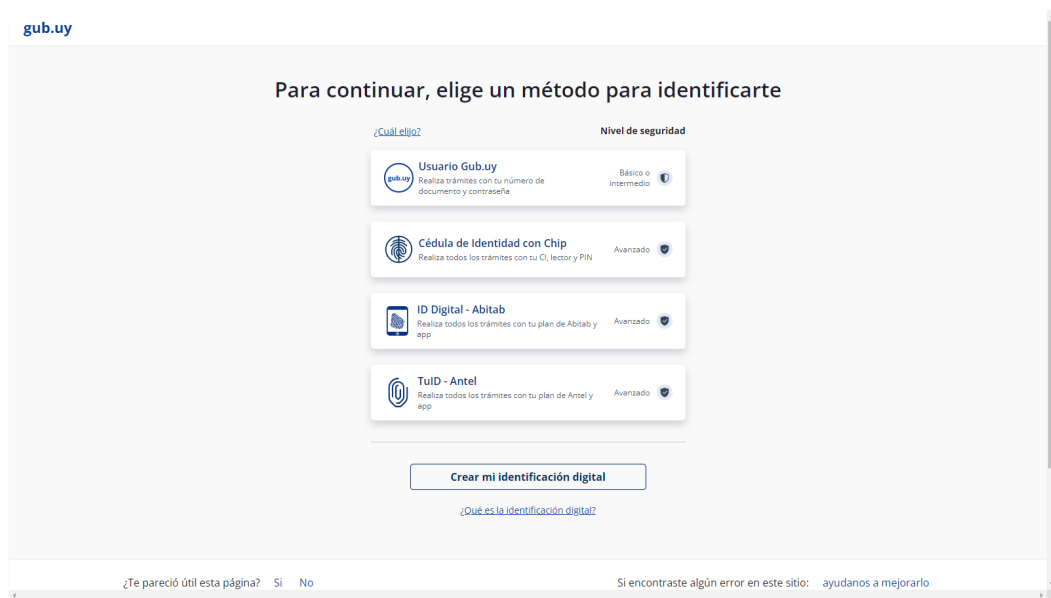 gub.uy
Para continuar, elige un método para identificarte
¿Cuál elijo?
Nivel de seguridad
gub.uy
Usuario Gub.uy
Realiza trámites con tu número de
documento y contraseña
Básico o
intermedio
Cédula de Identidad con Chip
Realiza todos los trámites con tu CI, lector y PIN
Avanzado
ID Digital - Abitab
Realiza todos los trámites con tu plan de Abitab y
app
Avanzado
TuID - Antel
Realiza todos los trámites con tu plan de Antel y
app
Avanzado
Crear mi identificación digital
¿Qué es la identificación digital?
¿Te pareció útil esta página? Si No
Si encontraste algún error en este sitio: ayudanos a mejorarlo